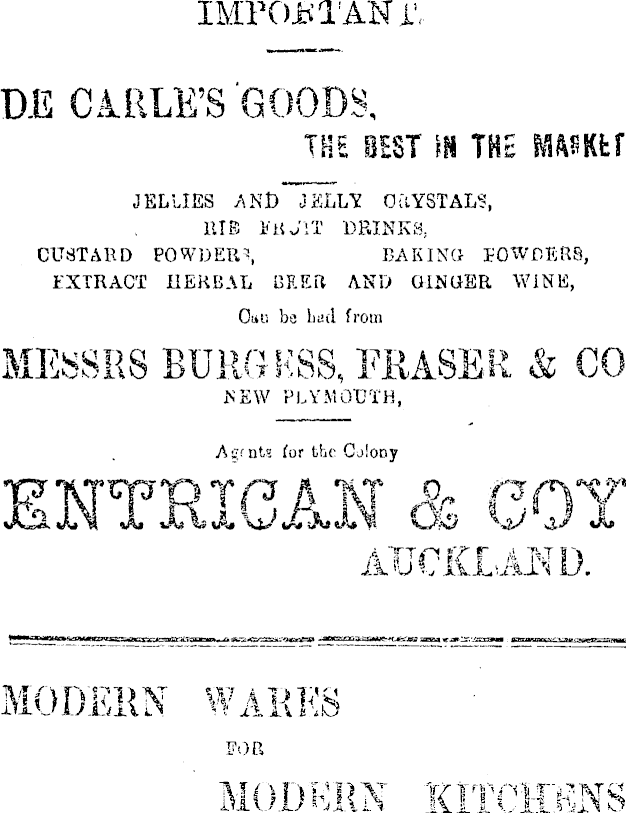 IMPORTANT.
DE CARLE'S GOODS,
THE BEST IN THE MARKET
JELLIES AND JELLY CRYSTALS,
RIB FRUIT DRINKS,
CUSTARD POWDERS, BAKING POWDERS,
EXTRACT HERBAL BEER AND GINGER WINE,
Can be had from
MESSRS BURGESS, FRASER & CO
NEW PLYMOUTH,
Agents for the Colony
ENTRICAN & COY
AUCKLAND.
MODERN WARES
FOR
MODERN KITCHENS